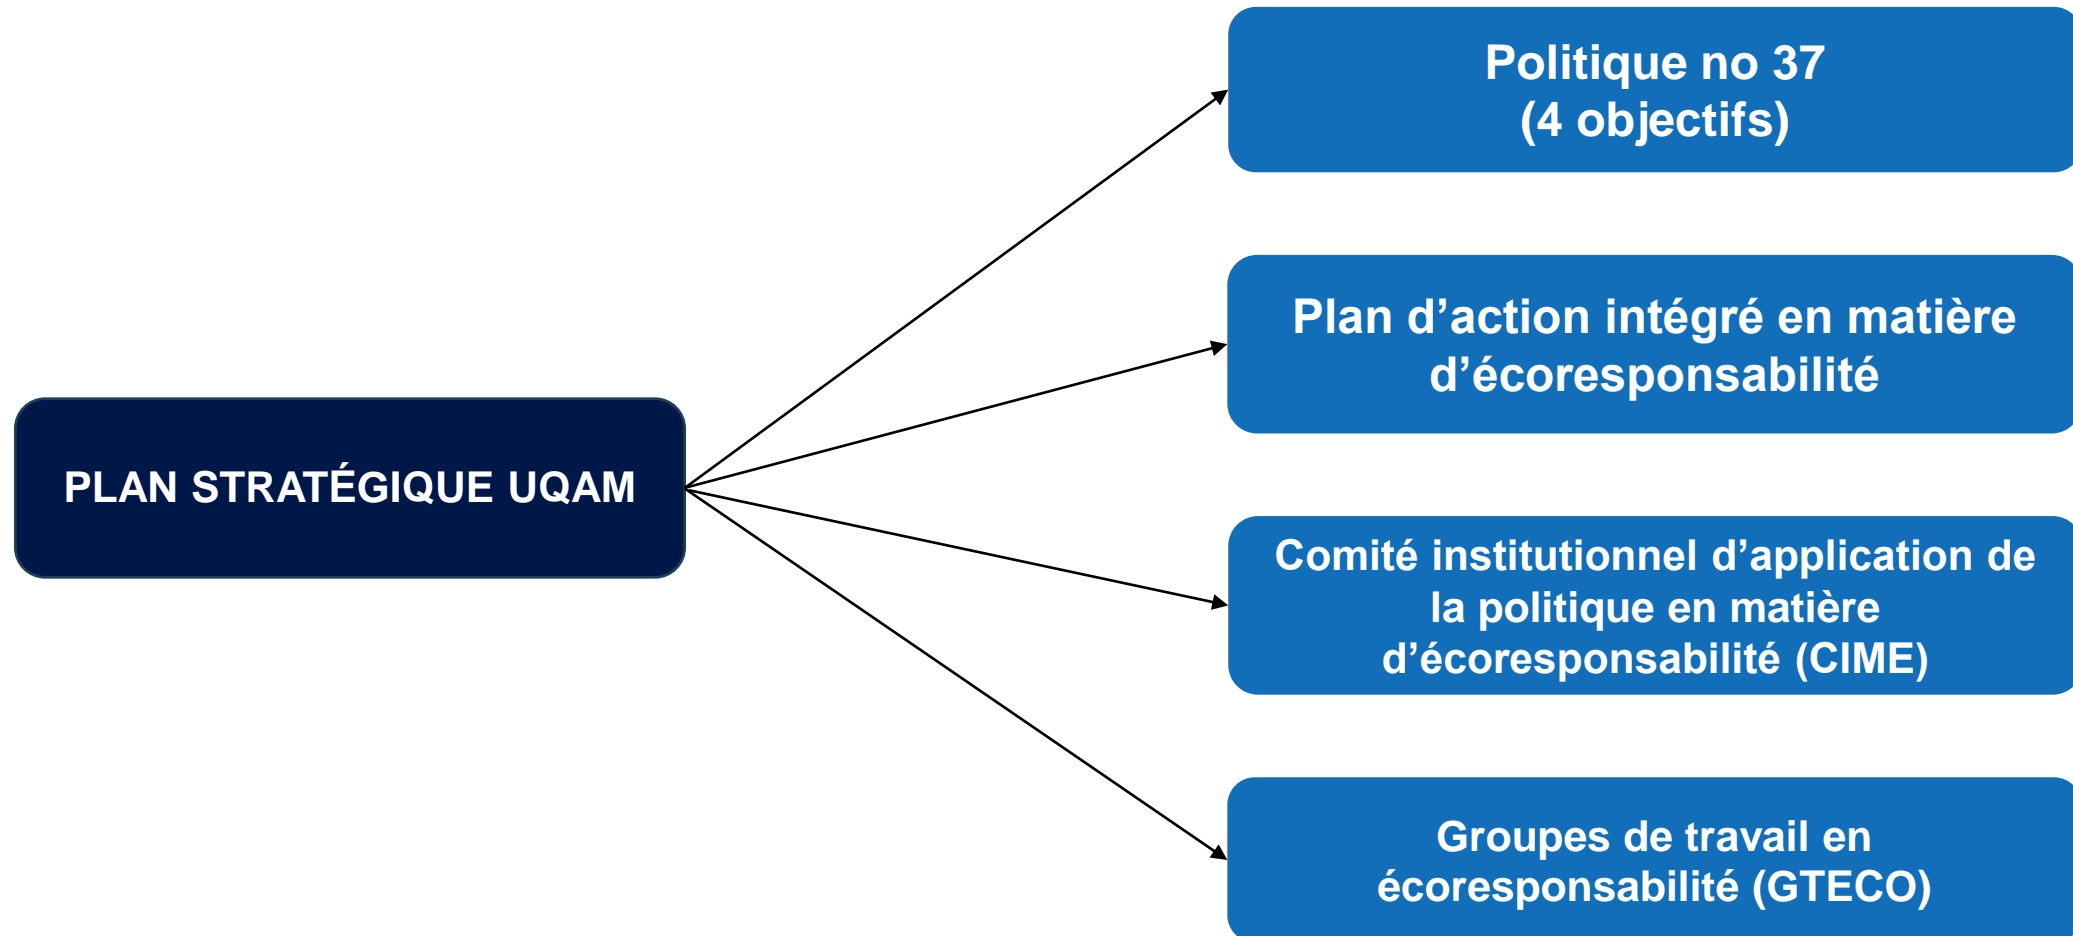 Politique no 37
(4 objectifs)
Plan d’action intégré en matière
d’écoresponsabilité
PLAN STRATÉGIQUE UQAM
Comité institutionnel d’application de
la politique en matière
d’écoresponsabilité (CIME)
Groupes de travail en
écoresponsabilité (GTECO)